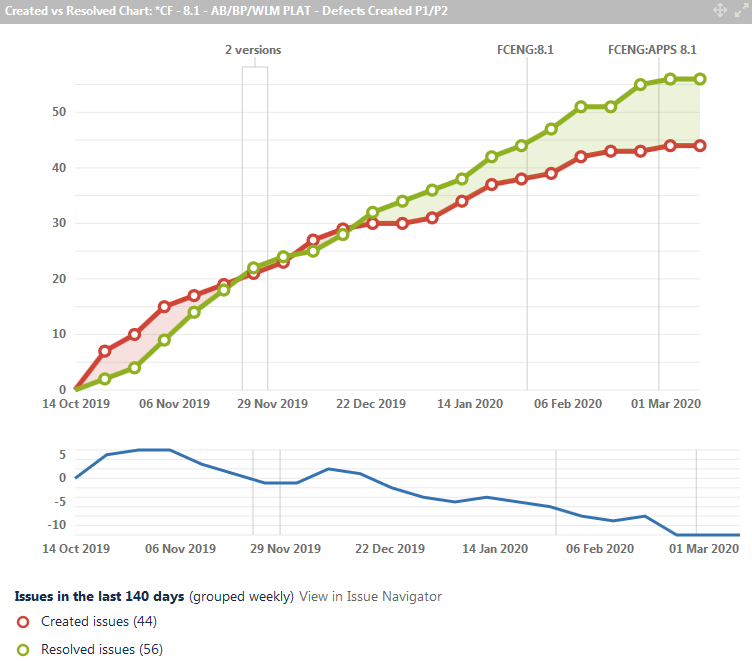 Created vs Resolved Chart: *CF - 8.1 - AB/BP/WLM PLAT - Defects Created P1/P2
2 versions FCENG:8.1 FCENG:APPS 8.1
50
40
30
20
10
0
14 Oct 2019 06 Nov 2019 29 Nov 2019 22 Dec 2019 14 Jan 2020 06 Feb 2020 01 Mar 2020
5
0
-5
-10
14 Oct 2019 06 Nov 2019 29 Nov 2019 22 Dec 2019 14 Jan 2020 06 Feb 2020 01 Mar 2020
Issues in the last 140 days (grouped weekly) View in Issue Navigator
Created issues (44)
Resolved issues (56)